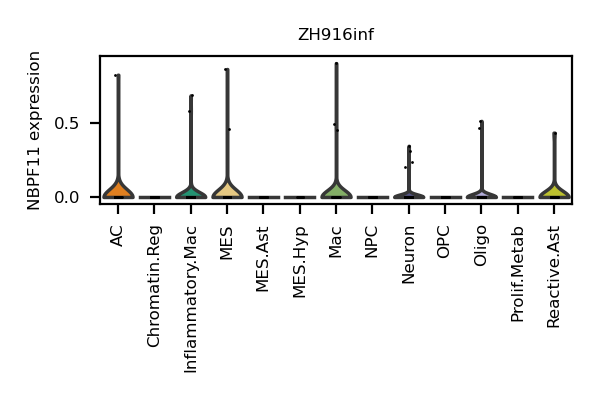 ZH916inf
NBPF11 expression
0.5
0.0
AC
Chromatin.Reg
Inflammatory.Mac
MES
MES.Ast
MES.Hyp
Mac
NPC
Neuron
OPC
Oligo
Prolif.Metab
Reactive.Ast